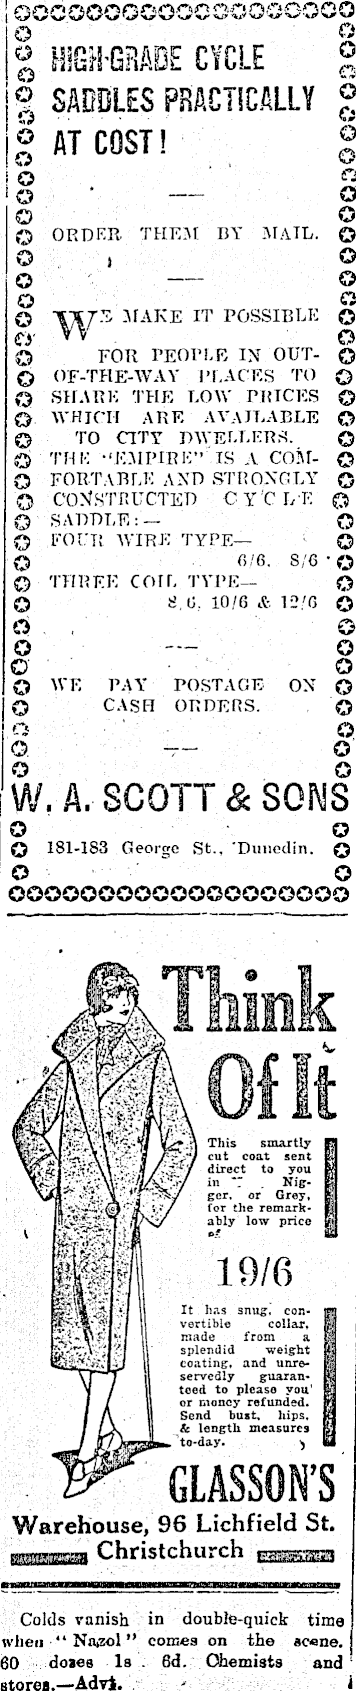 HIGH-GRADE CYCLE
SADDLES PRACTICALLY
AT COST!
ORDER THEM BY MAIL.
WE MAKE IT POSSIBLE
FOR PEOPLE IN OUT-
OF-THE-WAY PLACES TO
SHARE THE LOW PRICES
WHICH ARE AVAILABLE
TO CITY DWELLERS.
THE "EMPIRE" IS A COM-
FORTABLE AND STRONGLY
CONSTRUCTED CYCLE
SADDLE:—
FOUR WIRE TYPE—
6/6, 8/6
THREE COIL TYPE—
8/6, 10/6 & 12/6
WE PAY POSTAGE ON
CASH ORDERS.
W. A. SCOTT & SONS
181-183 George St., Dunedin.
Think
Of It
This smartly
cut coat sent
direct to you
in Nig-
ger, or Grey,
for the remark-
ably low price
of
19/6
It has snug, con-
vertible collar,
made from a
splendid weight
coating, and unre-
servedly guaran-
teed to please you
or money refunded.
Send bust, hips,
& length measures
to-day.
GLASSON'S
Warehouse, 96 Lichfield St.
Christchurch
Colds vanish in double-quick time
when "Nazol" comes on the scene.
60 doses 1s 6d. Chemists and
stores.—Advt.